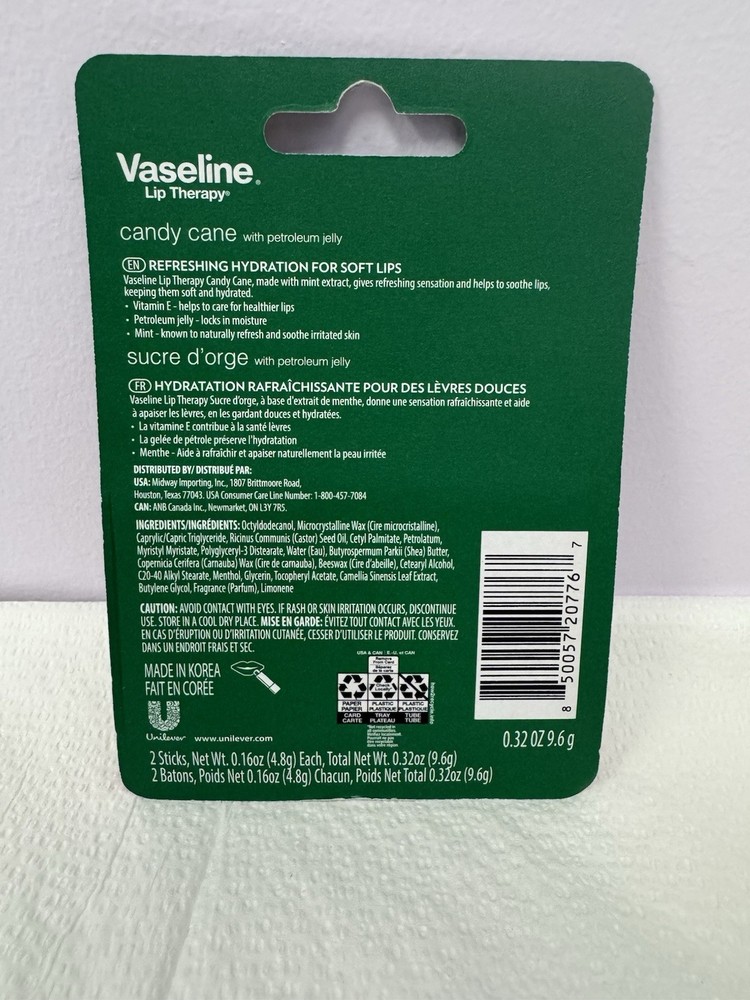 Vaseline®
Lip Therapy®
candy cane with petroleum jelly
EN REFRESHING HYDRATION FOR SOFT LIPS
Vaseline Lip Therapy Candy Cane, made with mint extract, gives refreshing sensation and helps to soothe lips,
keeping them soft and hydrated.
• Vitamin E - helps to care for healthier lips
• Petroleum jelly - locks in moisture
• Mint - known to naturally refresh and soothe irritated skin
sucre d'orge with petroleum jelly
FR HYDRATATION RAFRAÎCHISSANTE POUR DES LÈVRES DOUCES
Vaseline Lip Therapy Sucre d'orge, à base d'extrait de menthe, donne une sensation rafraîchissante et aide
à apaiser les lèvres, en les gardant douces et hydratées.
• La vitamine E contribue à la santé lèvres
• La gelée de pétrole préserve l'hydratation
• Menthe - Aide à rafraîchir et apaiser naturellement la peau irritée
DISTRIBUTED BY/ DISTRIBUÉ PAR:
USA: Midway Importing, Inc., 1807 Brittmoore Road,
Houston, Texas 77043. USA Consumer Care Line Number: 1-800-457-7084
CAN: ANB Canada Inc., Newmarket, ON L3Y 7R5.
INGREDIENTS/INGRÉDIENTS: Octyldodecanol, Microcrystalline Wax (Cire microcristalline),
Caprylic/Capric Triglyceride, Ricinus Communis (Castor) Seed Oil, Cetyl Palmitate, Petrolatum,
Myristyl Myristate, Polyglyceryl-3 Distearate, Water (Eau), Butyrospermum Parkii (Shea) Butter,
Copernicia Cerifera (Carnauba) Wax (Cire de carnauba), Beeswax (Cire d'abeille), Cetearyl Alcohol,
C20-40 Alkyl Stearate, Menthol, Glycerin, Tocopheryl Acetate, Camellia Sinensis Leaf Extract,
Butylene Glycol, Fragrance (Parfum), Limonene
CAUTION: AVOID CONTACT WITH EYES. IF RASH OR SKIN IRRITATION OCCURS, DISCONTINUE
USE. STORE IN A COOL DRY PLACE. MISE EN GARDE: ÉVITEZ TOUT CONTACT AVEC LES YEUX.
EN CAS D'ÉRUPTION OU D'IRRITATION CUTANÉE, CESSER D'UTILISER LE PRODUIT. CONSERVEZ
DANS UN ENDROIT FRAIS ET SEC.
MADE IN KOREA
FAIT EN CORÉE
USA & CAN
Remove
From Card
PAPER PLASTIC PLASTIC
PAPIER PLASTIQUE PLASTIQUE
CARD TRAY TUBE
CARTE PLATEAU TUBE
8 50057 20776 7
Unilever www.unilever.com
0.32 OZ 9.6 g
2 Sticks, Net Wt. 0.16oz (4.8g) Each, Total Net Wt. 0.32oz (9.6g)
2 Batons, Poids Net 0.16oz (4.8g) Chacun, Poids Net Total 0.32oz (9.6g)